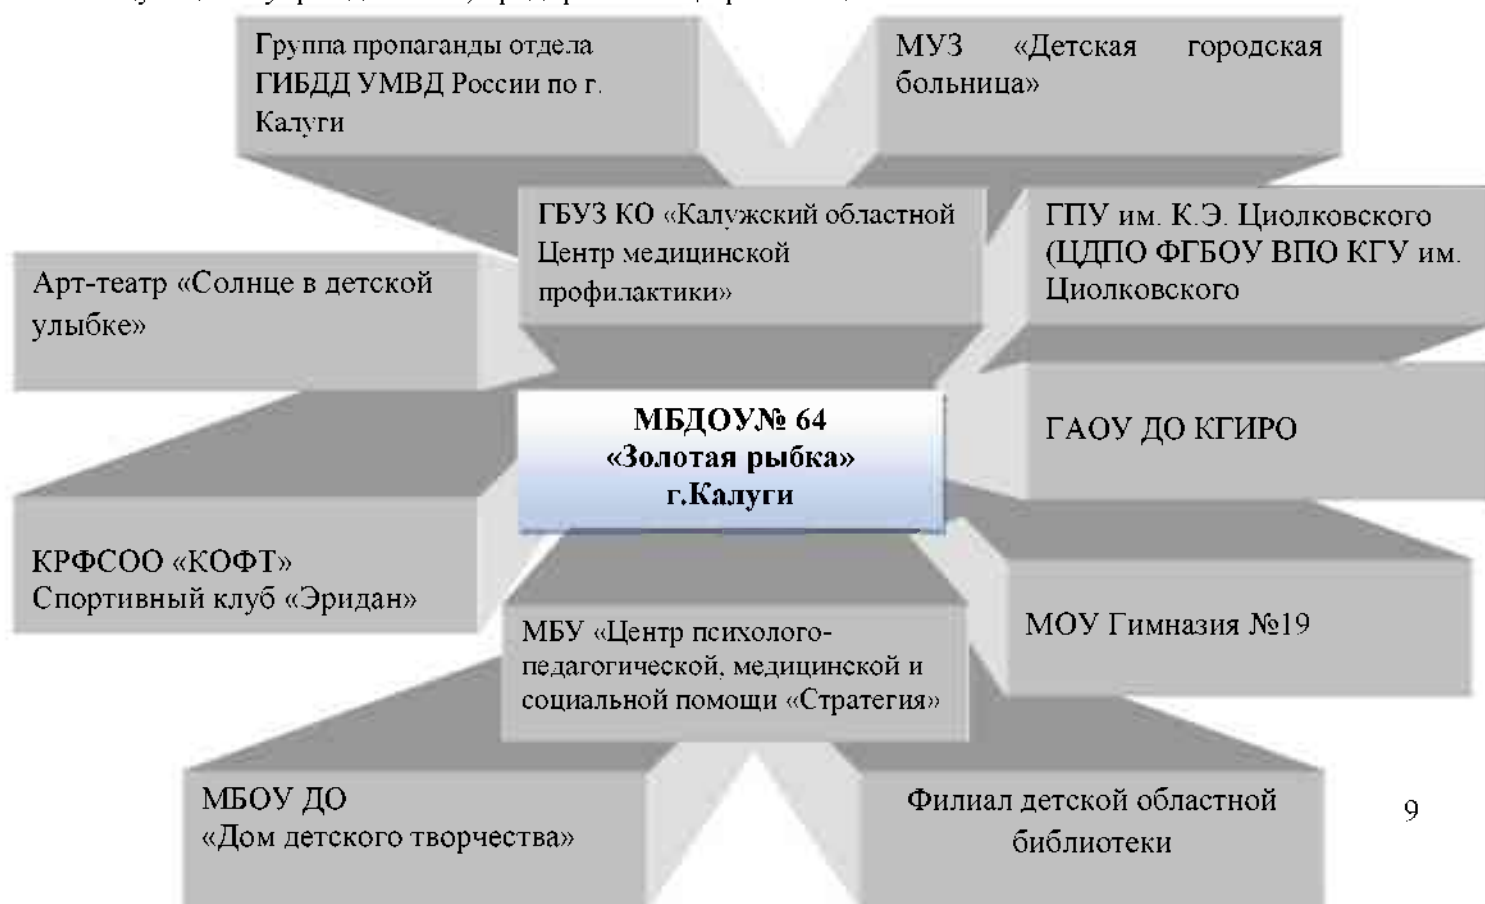 Группа пропаганды отдела
ГИБДД УМВД России по г.
Калуги
МУЗ «Детская городская
больница»
ГБУЗ КО «Калужский областной
Центр медицинской
профилактики»
ГПУ им. К.Э. Циолковского
(ЦДПО ФГБОУ ВПО КГУ им.
Циолковского
Арт-театр «Солнце в детской
улыбке»
МБДОУ№ 64
«Золотая рыбка»
г.Калуги
ГАОУ ДО КГИРО
КРФСОО «КОФТ»
Спортивный клуб «Эридан»
МБУ «Центр психолого-
педагогической, медицинской и
социальной помощи «Стратегия»
МОУ Гимназия №19
МБОУ ДО
«Дом детского творчества»
Филиал детской областной
библиотеки
9